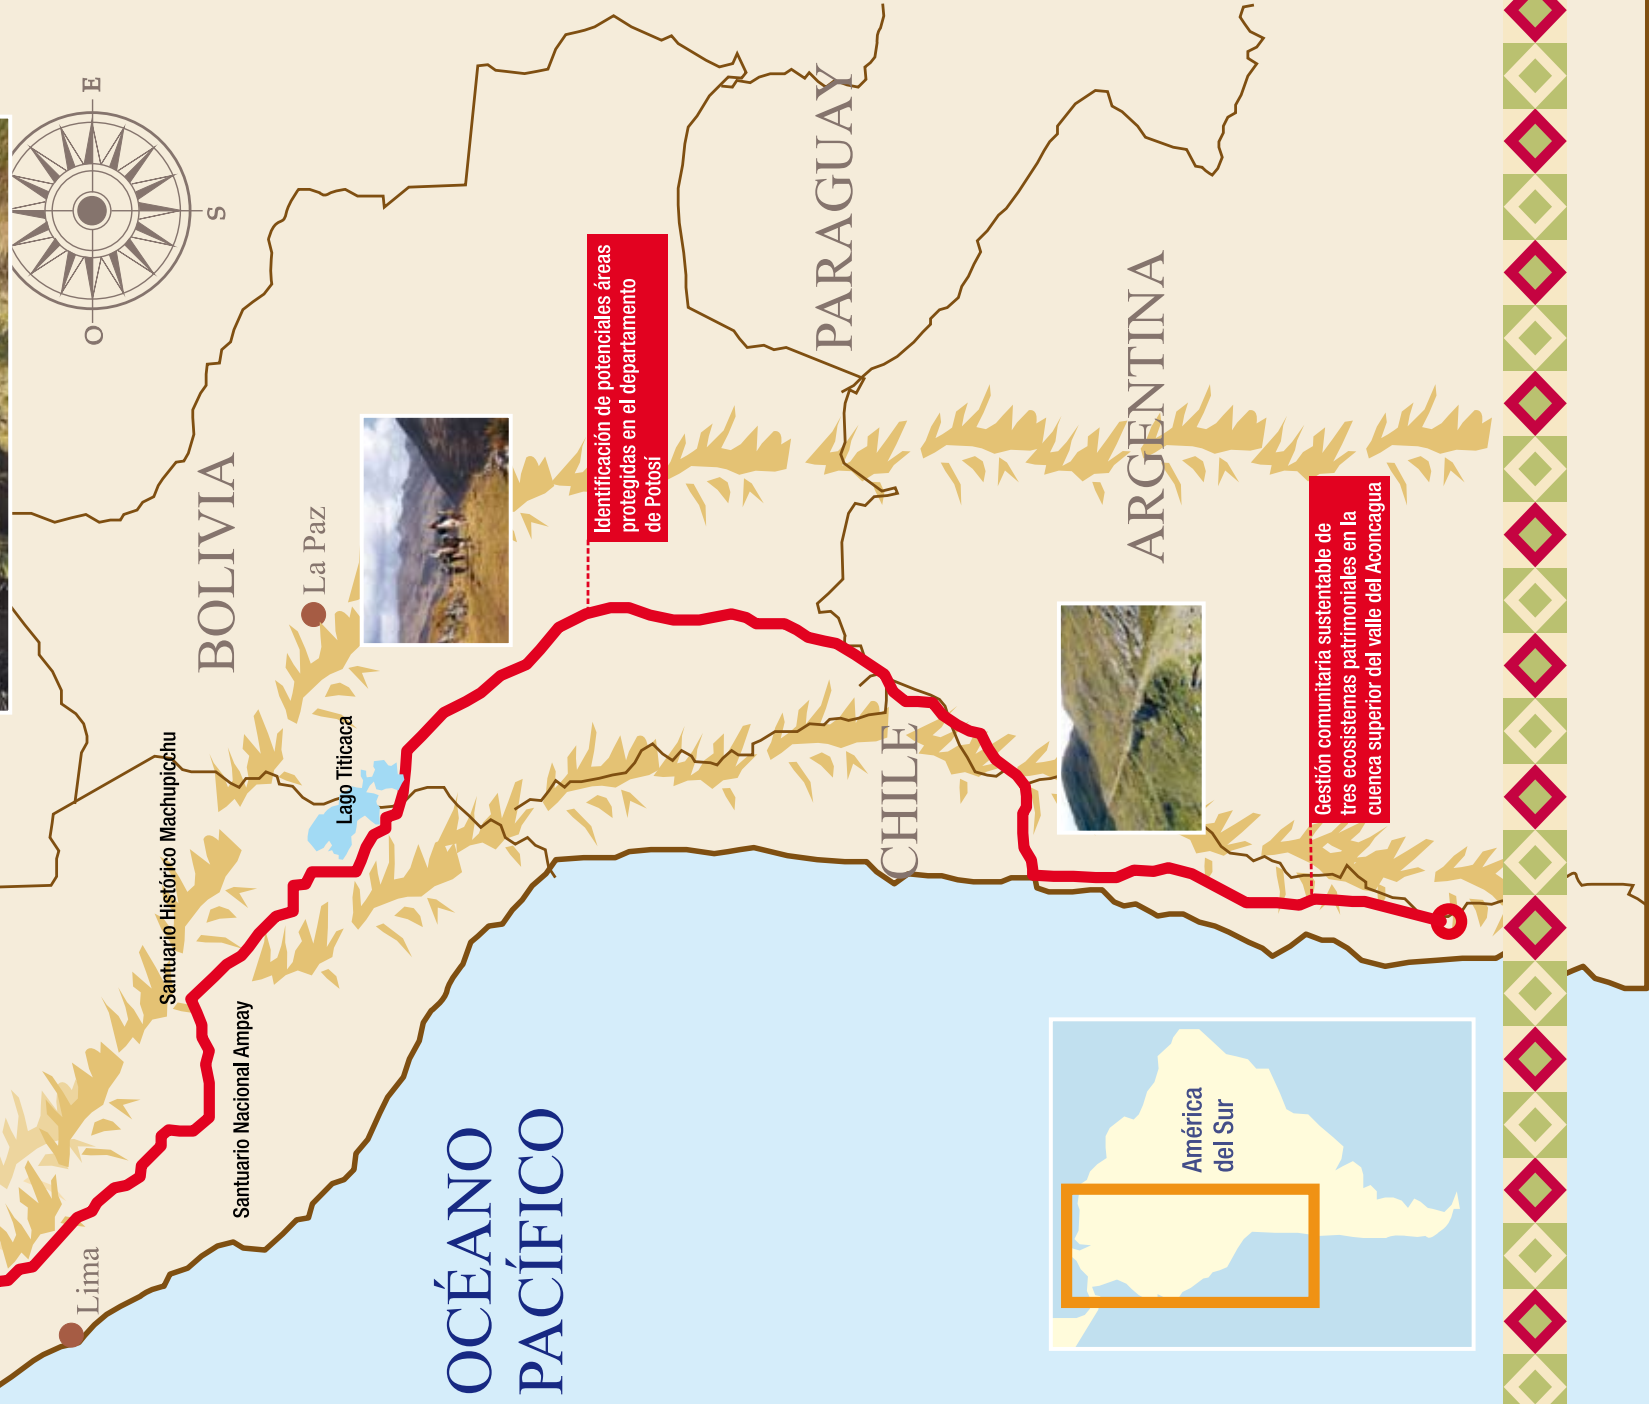 E
S
O
BOLIVIA
La Paz
Lago Titicaca
Santuario Histórico Machupicchu
Santuario Nacional Ampay
Lima
Identificación de potenciales áreas
protegidas en el departamento
de Potosí
PARAGUAY
ARGENTINA
CHILE
Gestión comunitaria sustentable de
tres ecosistemas patrimoniales en la
cuenca superior del valle del Aconcagua
OCÉANO
PACÍFICO
América
del Sur